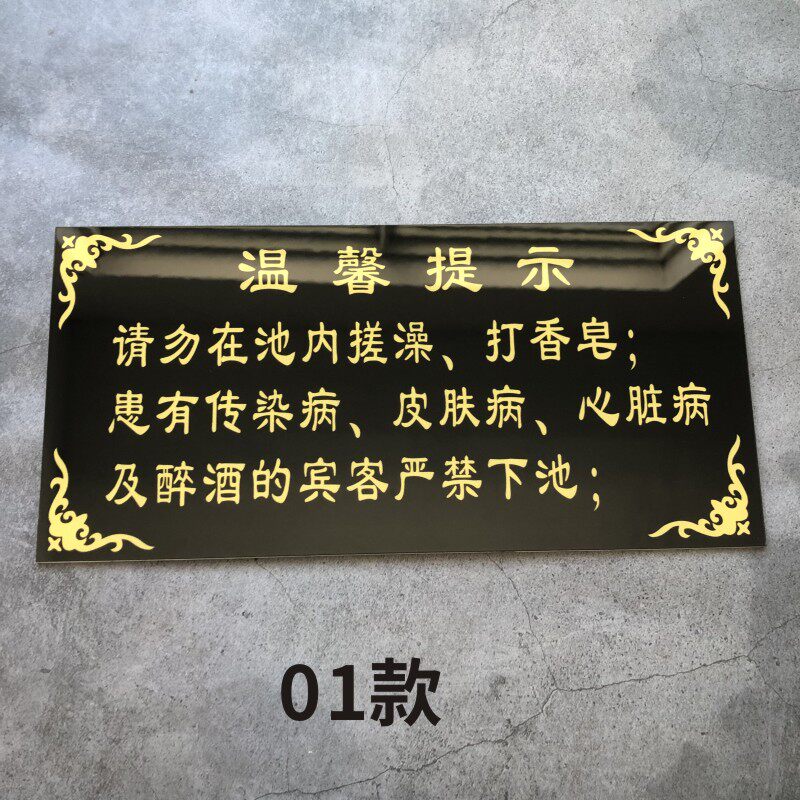 温馨提示
请勿在池内搓澡、打香皂；
患有传染病、皮肤病、心脏病
及醉酒的宾客严禁下池；
01款